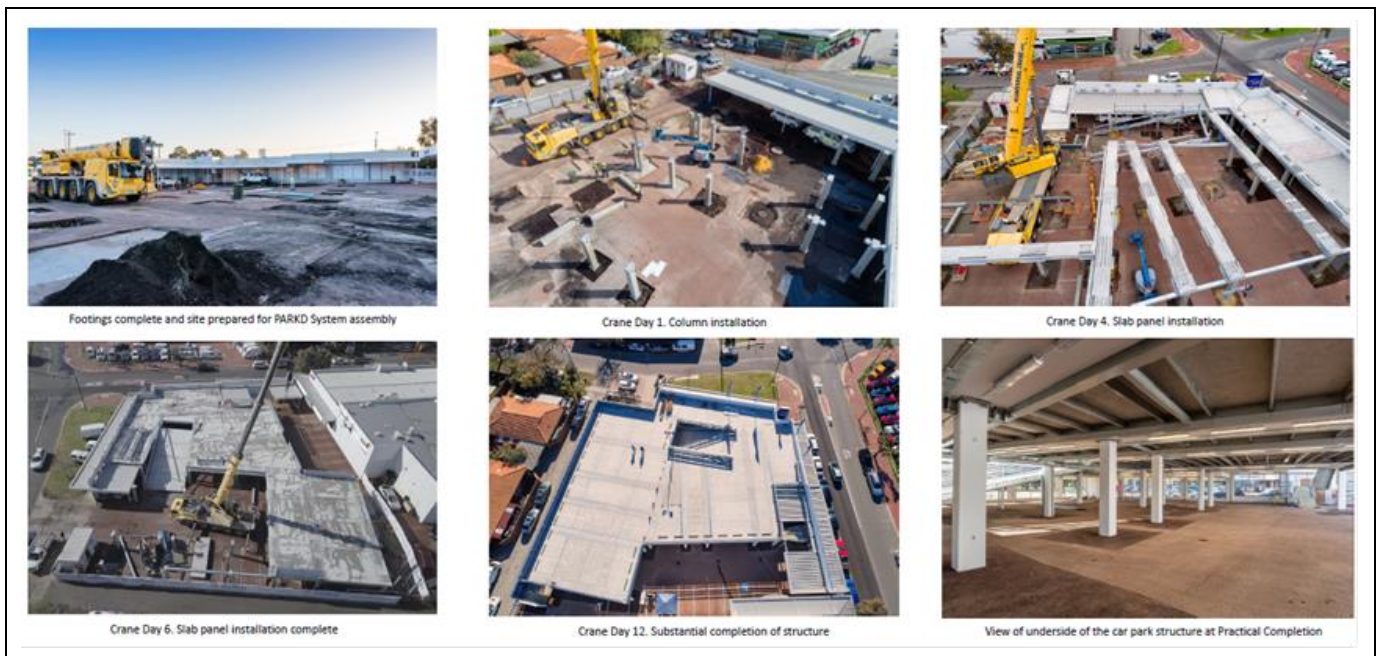 Footings complete and site prepared for PARKD System assembly
Crane Day 1. Column installation
Crane Day 4. Slab panel installation
Crane Day 6. Slab panel installation complete
Crane Day 12. Substantial completion of structure
View of underside of the car park structure at Practical Completion